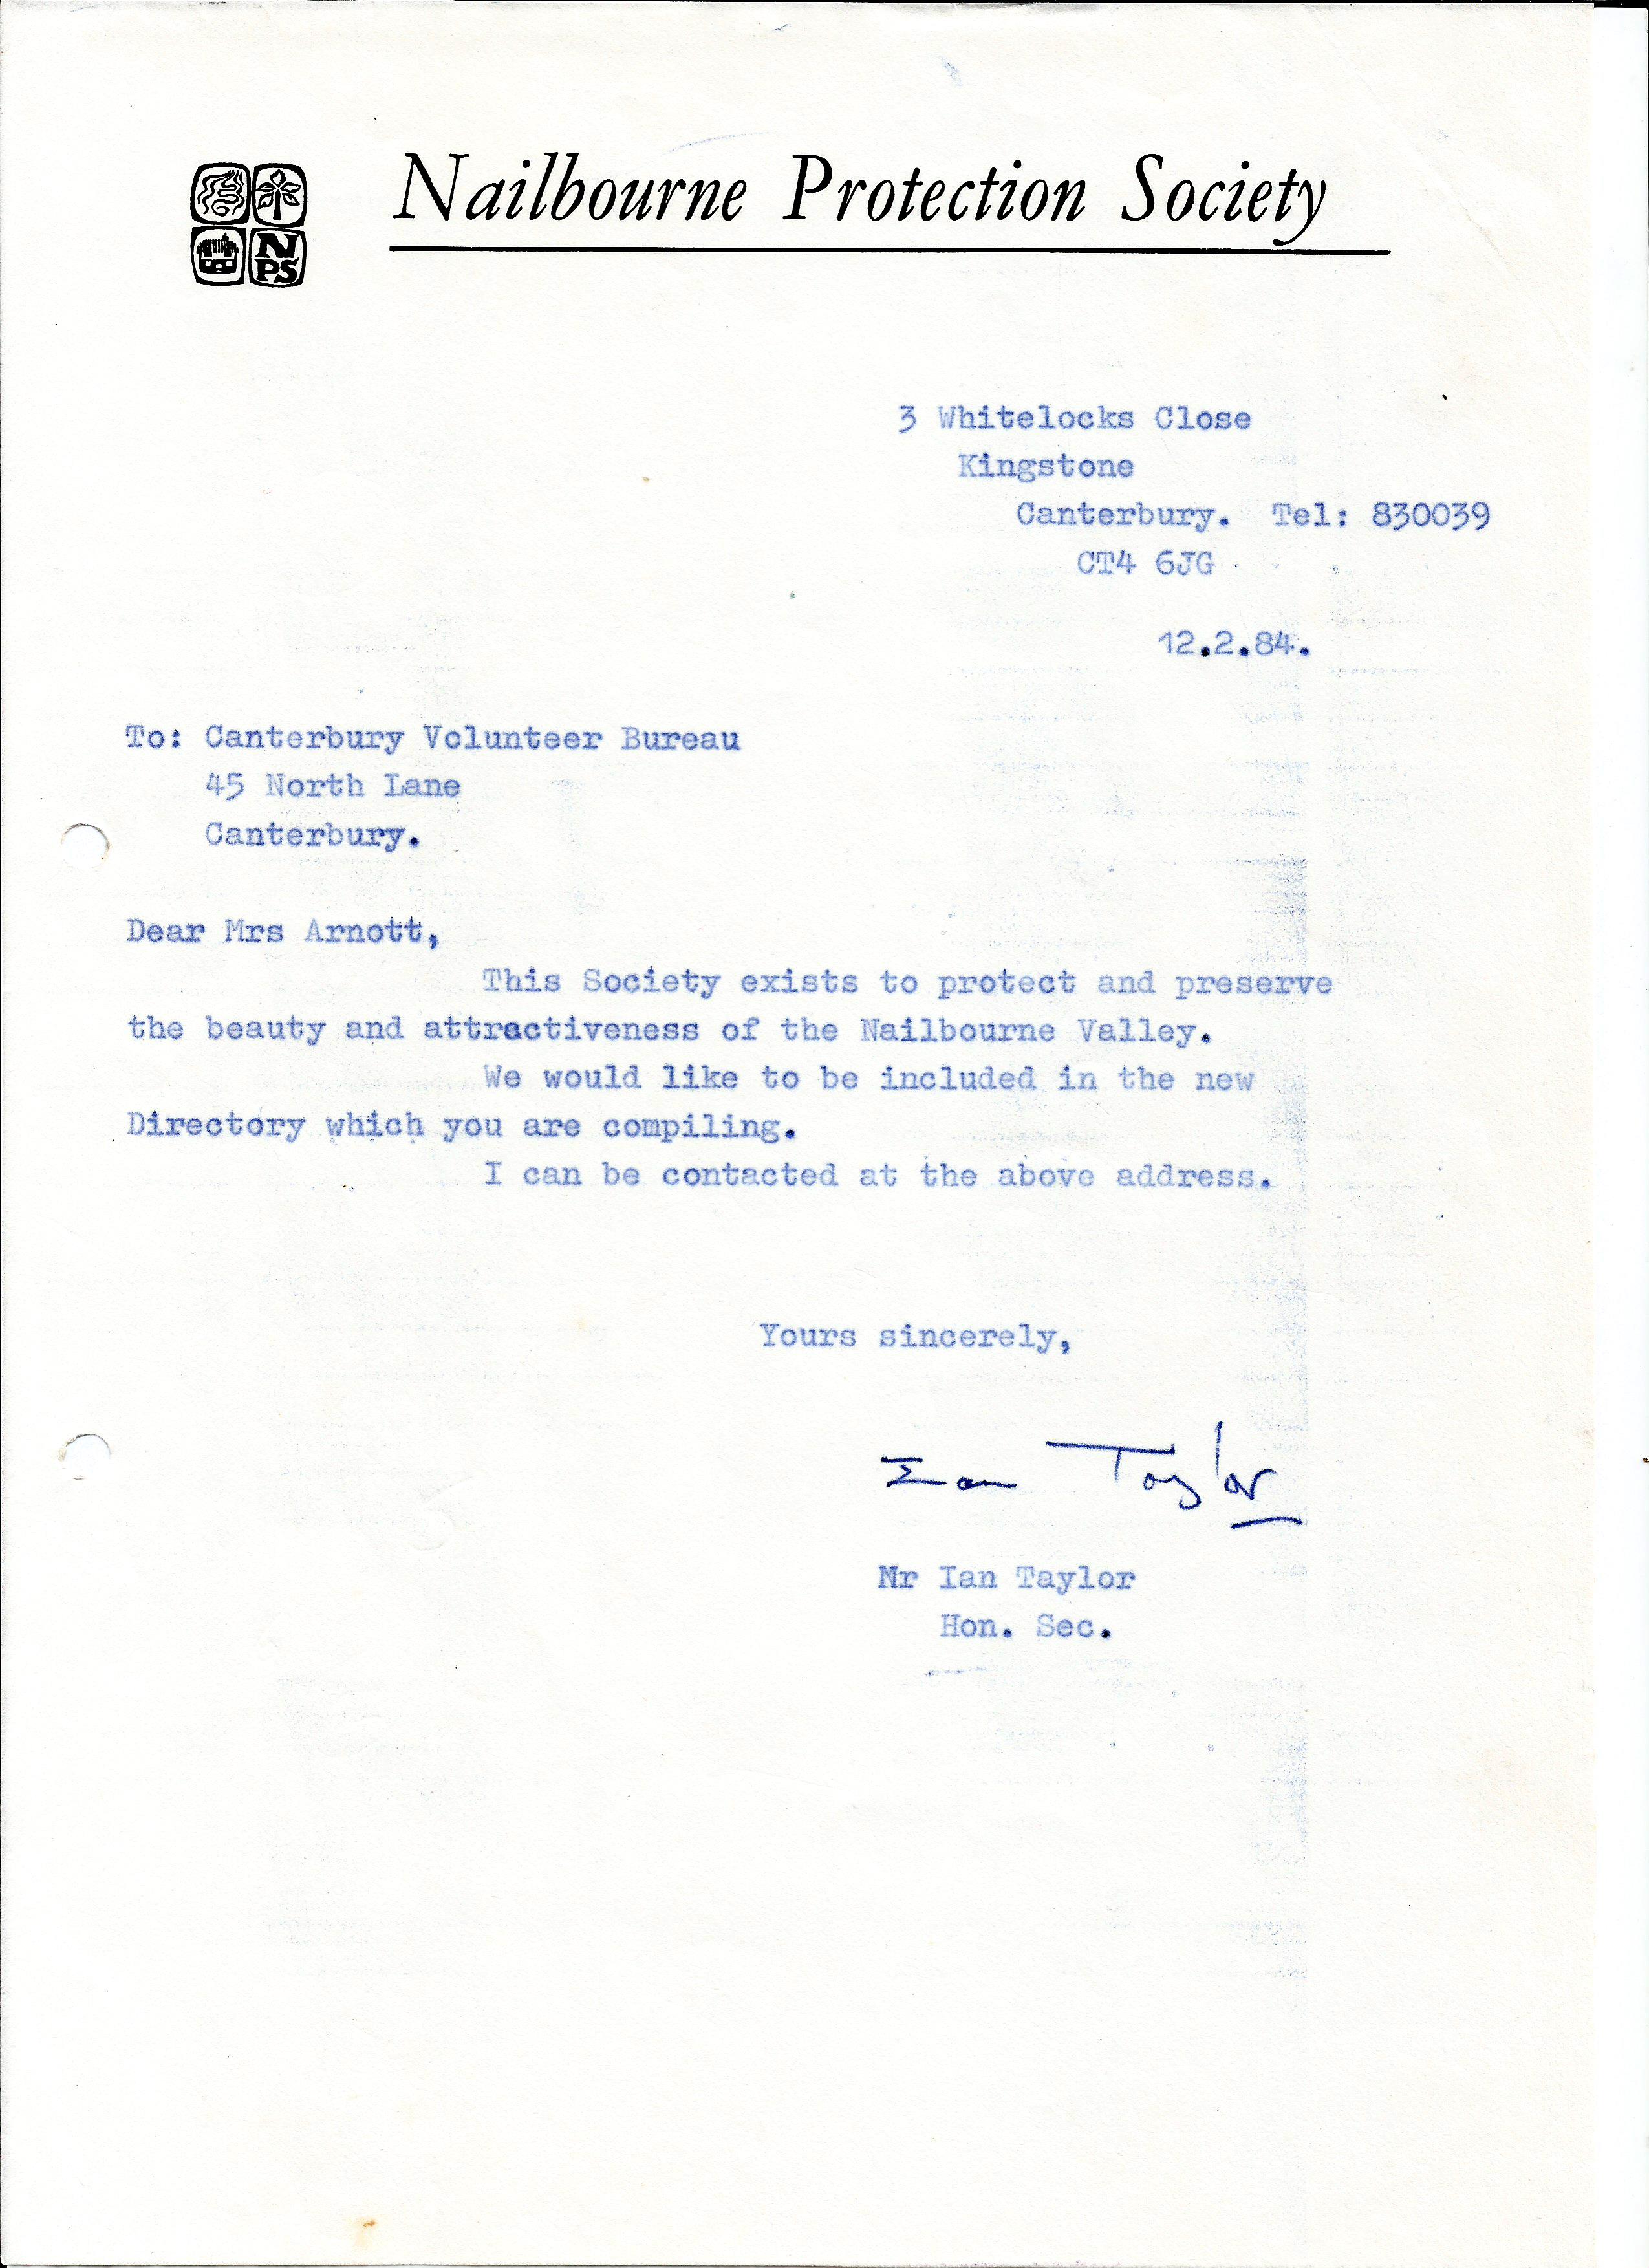 N
PS
Nailbourne Protection Society
3 Whitelocks Close
Kingstone
Canterbury. Tel: 830039
CT4 6JG
12.2.84.
To: Canterbury Volunteer Bureau
45 North Lane
Canterbury.
Dear Mrs Arnott,
This Society exists to protect and preserve
the beauty and attractiveness of the Nailbourne Valley.
We would like to be included in the new
Directory which you are compiling.
I can be contacted at the above address.
Yours sincerely,
Ian Taylor
Mr Ian Taylor
Hon. Sec.